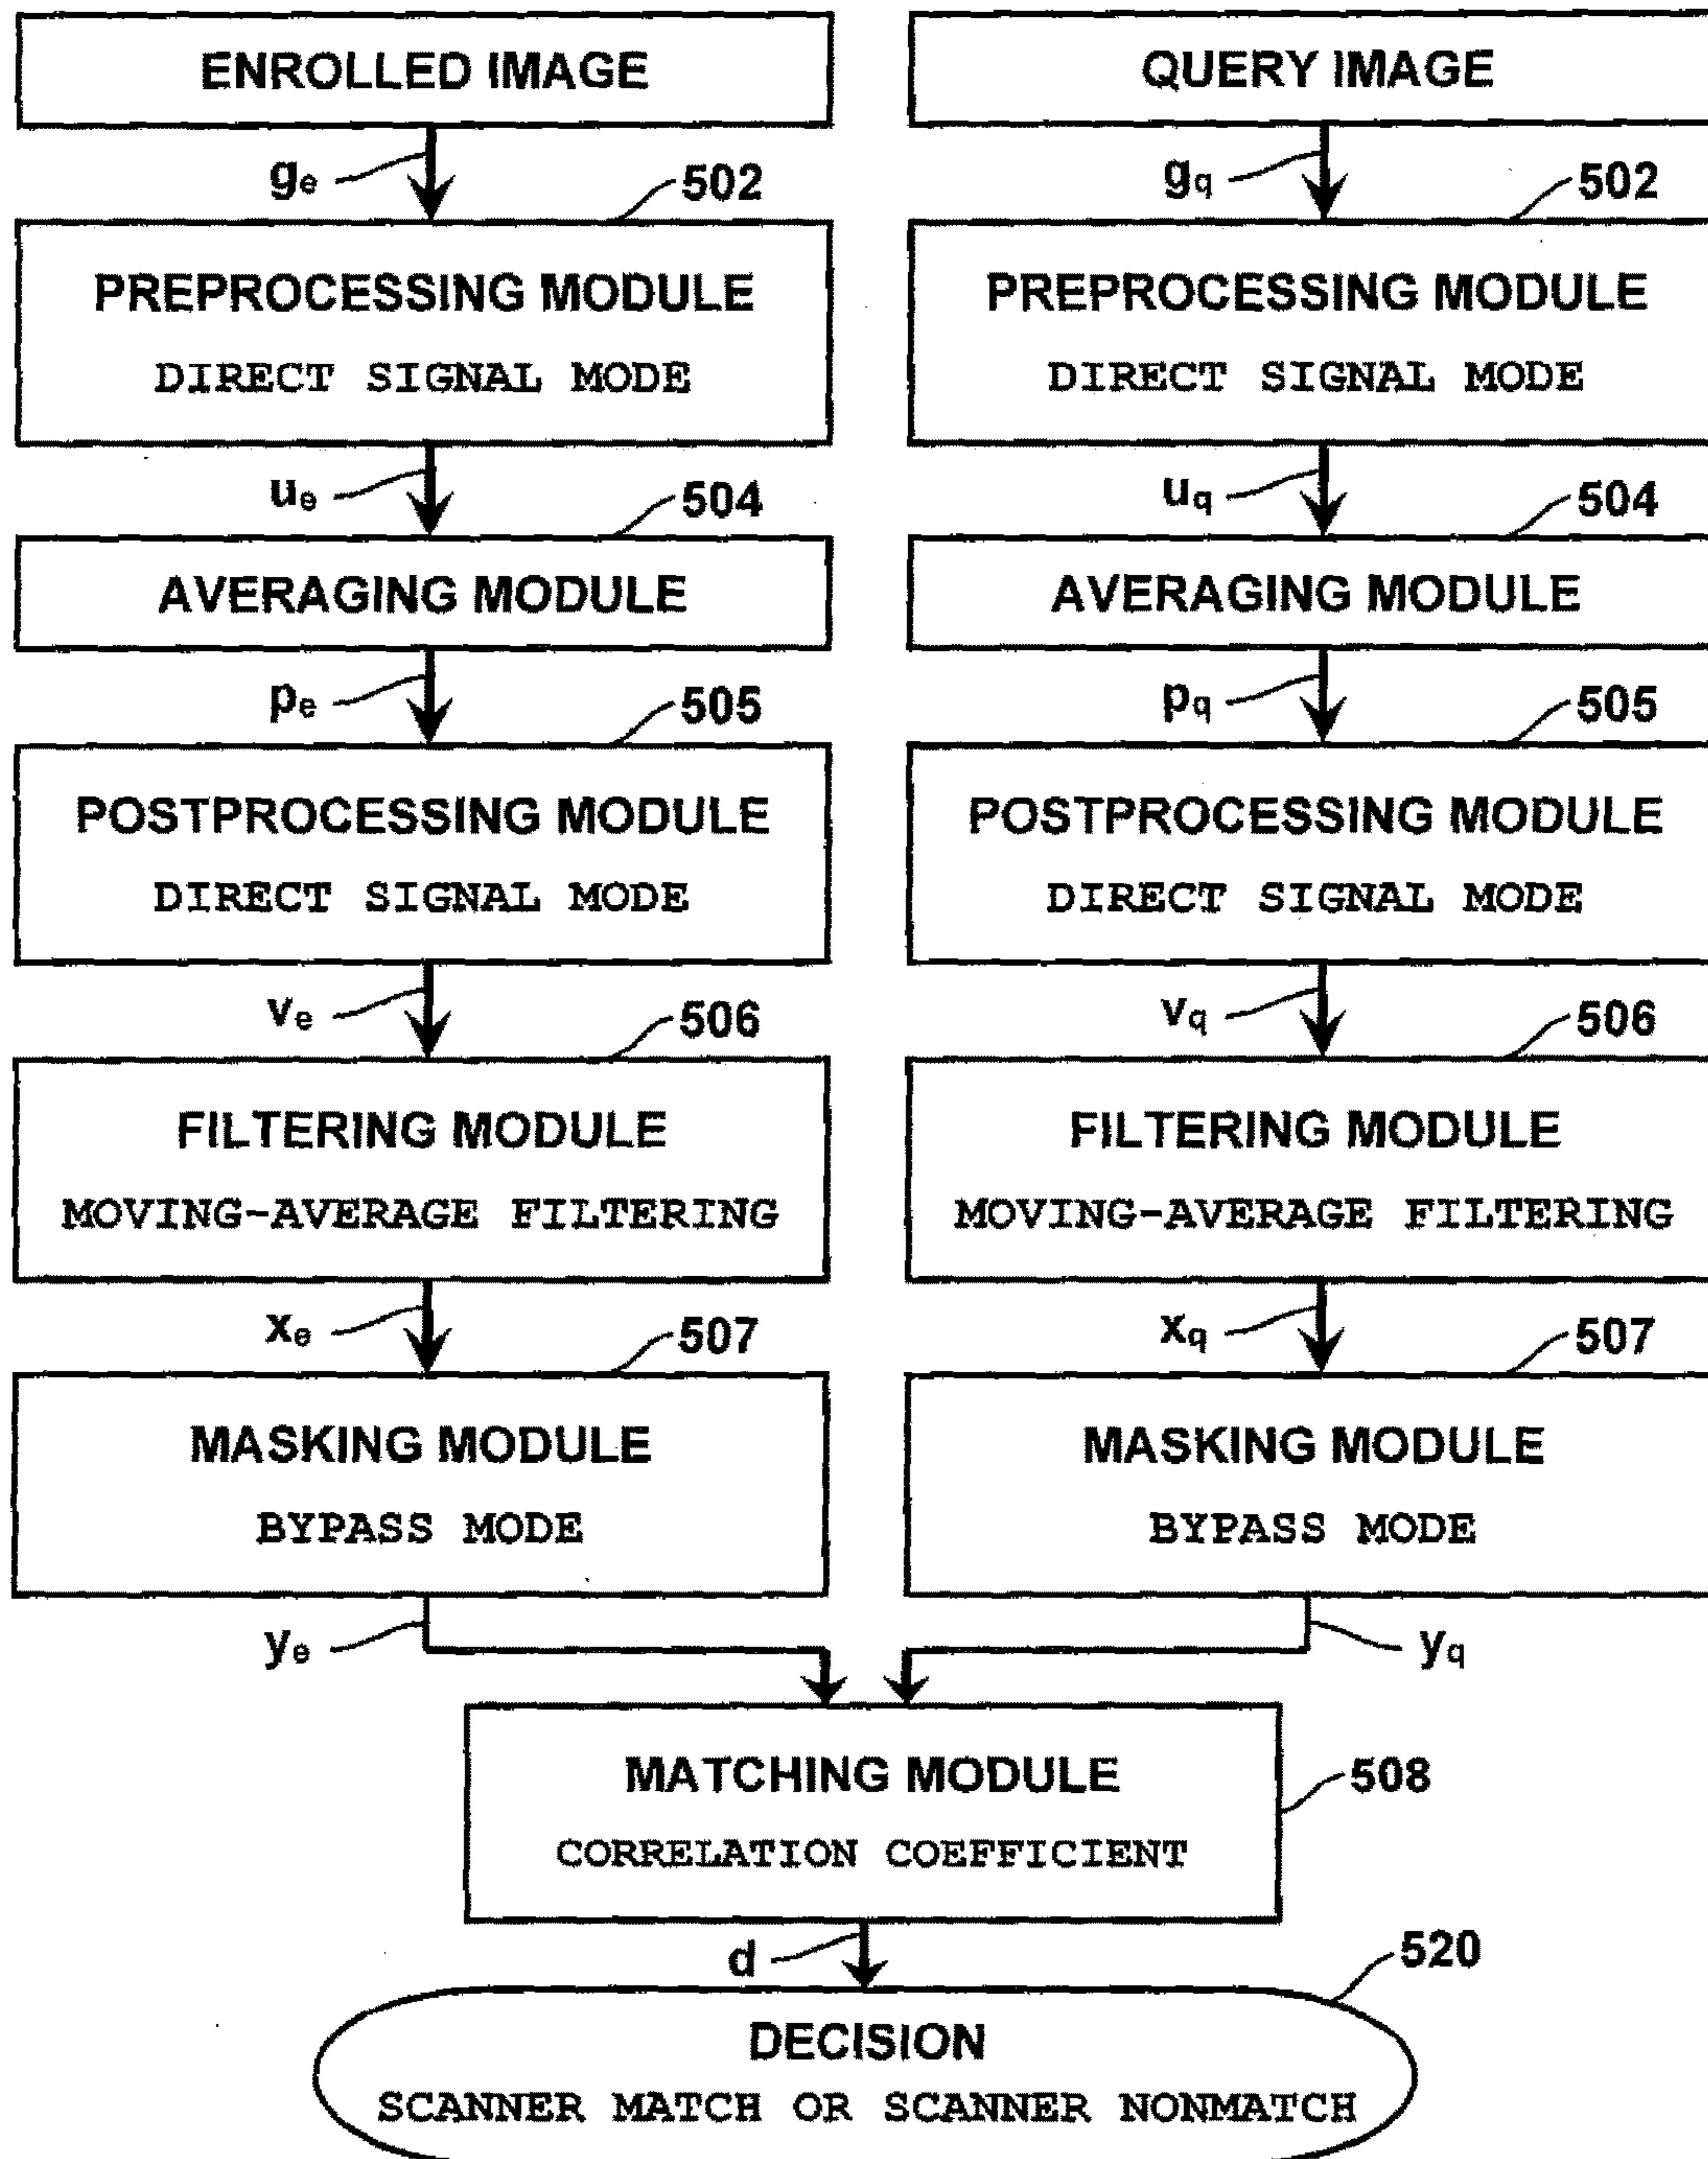 ENROLLED IMAGE
QUERY IMAGE
ge
502
gq
502
PREPROCESSING MODULE
DIRECT SIGNAL MODE
PREPROCESSING MODULE
DIRECT SIGNAL MODE
ue
504
uq
504
AVERAGING MODULE
AVERAGING MODULE
pe
505
pq
505
POSTPROCESSING MODULE
DIRECT SIGNAL MODE
POSTPROCESSING MODULE
DIRECT SIGNAL MODE
ve
506
vq
506
FILTERING MODULE
MOVING-AVERAGE FILTERING
FILTERING MODULE
MOVING-AVERAGE FILTERING
xe
507
xq
507
MASKING MODULE
BYPASS MODE
MASKING MODULE
BYPASS MODE
ye
yq
MATCHING MODULE
CORRELATION COEFFICIENT
508
d
520
DECISION
SCANNER MATCH OR SCANNER NONMATCH